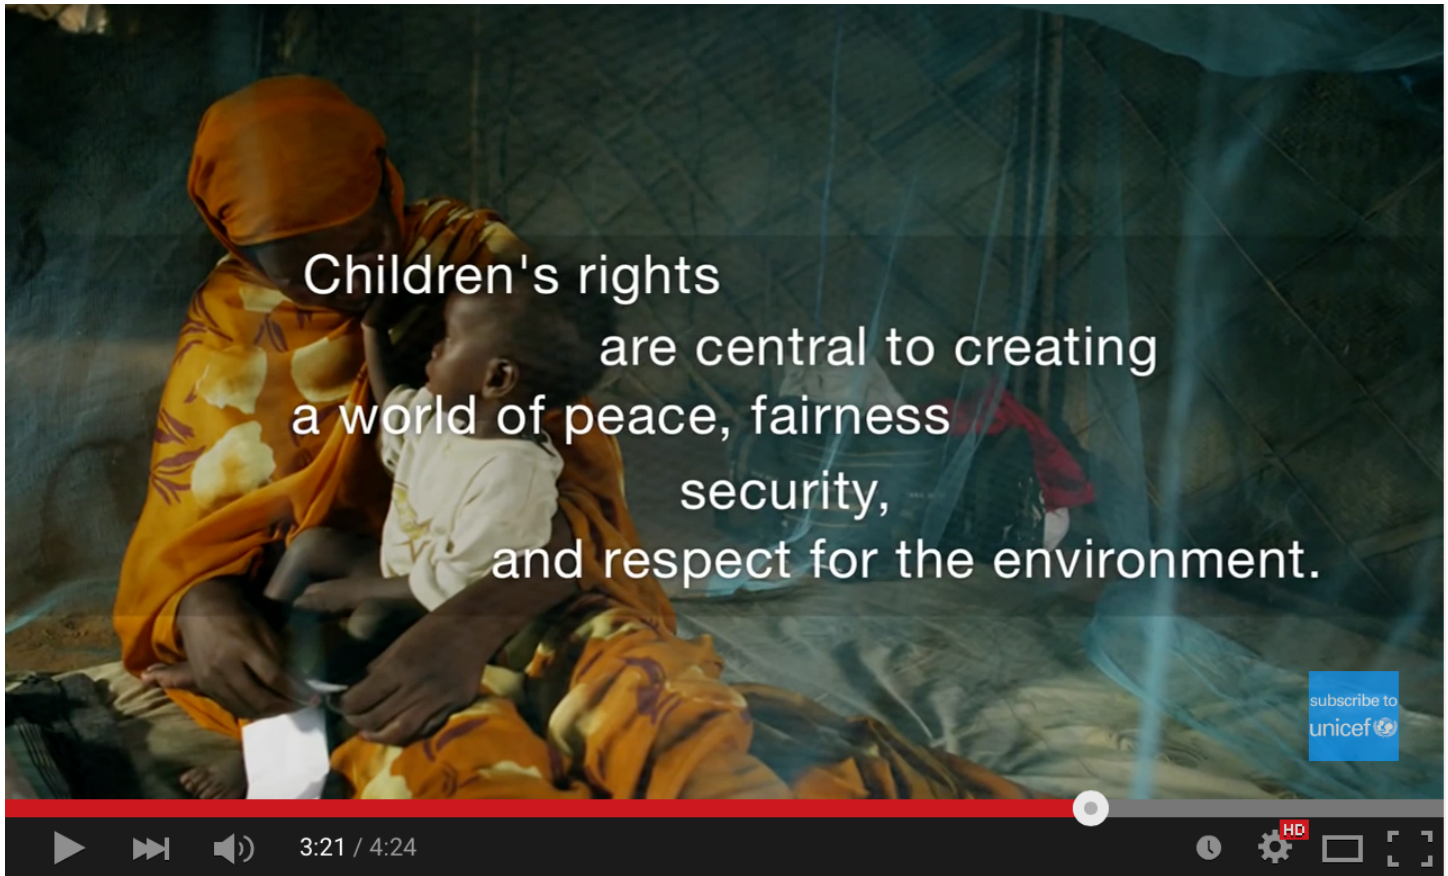 Children's rights
are central to creating
a world of peace, fairness
security,
and respect for the environment.
subscribe to
unicef
3:21 / 4:24
HD